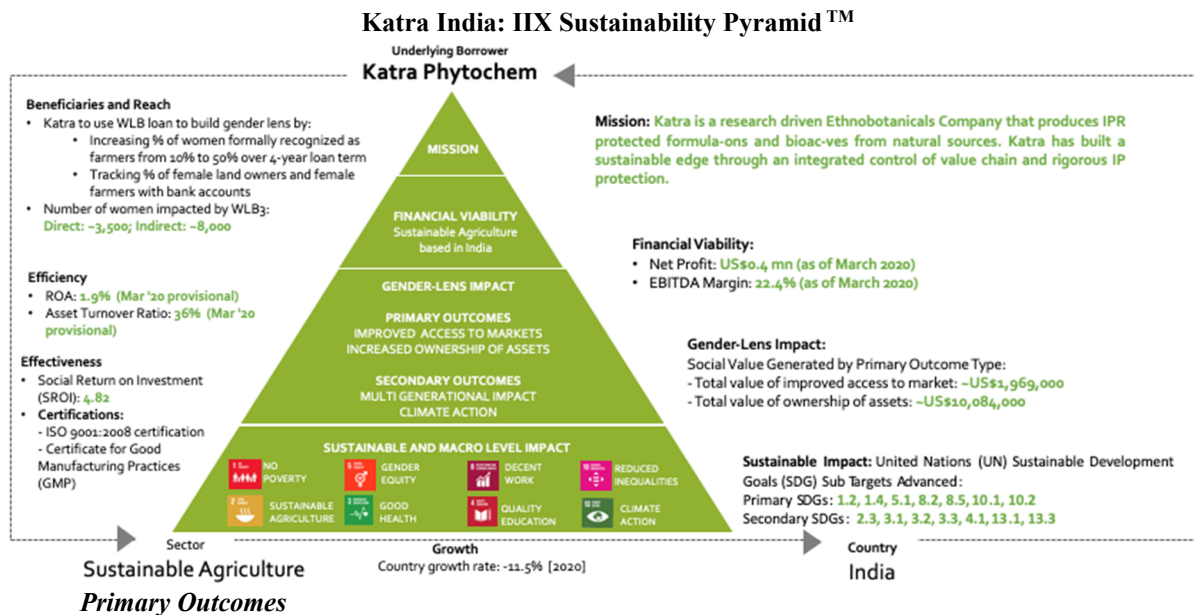 Katra India: IIX Sustainability Pyramid TM
Underlying Borrower
Katra Phytochem
Beneficiaries and Reach
• Katra to use WLB loan to build gender lens by:
• Increasing % of women formally recognized as
farmers from 10% to 50% over 4-year loan term
• Tracking % of female land owners and female
farmers with bank accounts
• Number of women impacted by WLB3:
Direct: ~3,500; Indirect: ~8,000
Efficiency
• ROA: 1.9% (Mar '20 provisional)
• Asset Turnover Ratio: 36% (Mar '20
provisional)
Effectiveness
• Social Return on Investment
(SROI): 4.82
• Certifications:
- ISO 9001:2008 certification
- Certificate for Good
Manufacturing Practices
(GMP)
MISSION
FINANCIAL VIABILITY
Sustainable Agriculture
based in India
GENDER-LENS IMPACT
PRIMARY OUTCOMES
IMPROVED ACCESS TO MARKETS
INCREASED OWNERSHIP OF ASSETS
SECONDARY OUTCOMES
MULTI GENERATIONAL IMPACT
CLIMATE ACTION
SUSTAINABLE AND MACRO LEVEL IMPACT
NO
POVERTY
GENDER
EQUITY
DECENT
WORK
REDUCED
INEQUALITIES
SUSTAINABLE
AGRICULTURE
GOOD
HEALTH
QUALITY
EDUCATION
CLIMATE
ACTION
Mission: Katra is a research driven Ethnobotanicals Company that produces IPR
protected formula-ons and bioac-ves from natural sources. Katra has built a
sustainable edge through an integrated control of value chain and rigorous IP
protection.
Financial Viability:
• Net Profit: US$0.4 mn (as of March 2020)
• EBITDA Margin: 22.4% (as of March 2020)
Gender-Lens Impact:
Social Value Generated by Primary Outcome Type:
- Total value of improved access to market: ~US$1,969,000
- Total value of ownership of assets: ~US$10,084,000
Sustainable Impact: United Nations (UN) Sustainable Development
Goals (SDG) Sub Targets Advanced:
Primary SDGs: 1.2, 1.4, 5.1, 8.2, 8.5, 10.1, 10.2
Secondary SDGs: 2.3, 3.1, 3.2, 3.3, 4.1, 13.1, 13.3
Sector
Sustainable Agriculture
Growth
Country growth rate: -11.5% [2020]
Country
India
Primary Outcomes